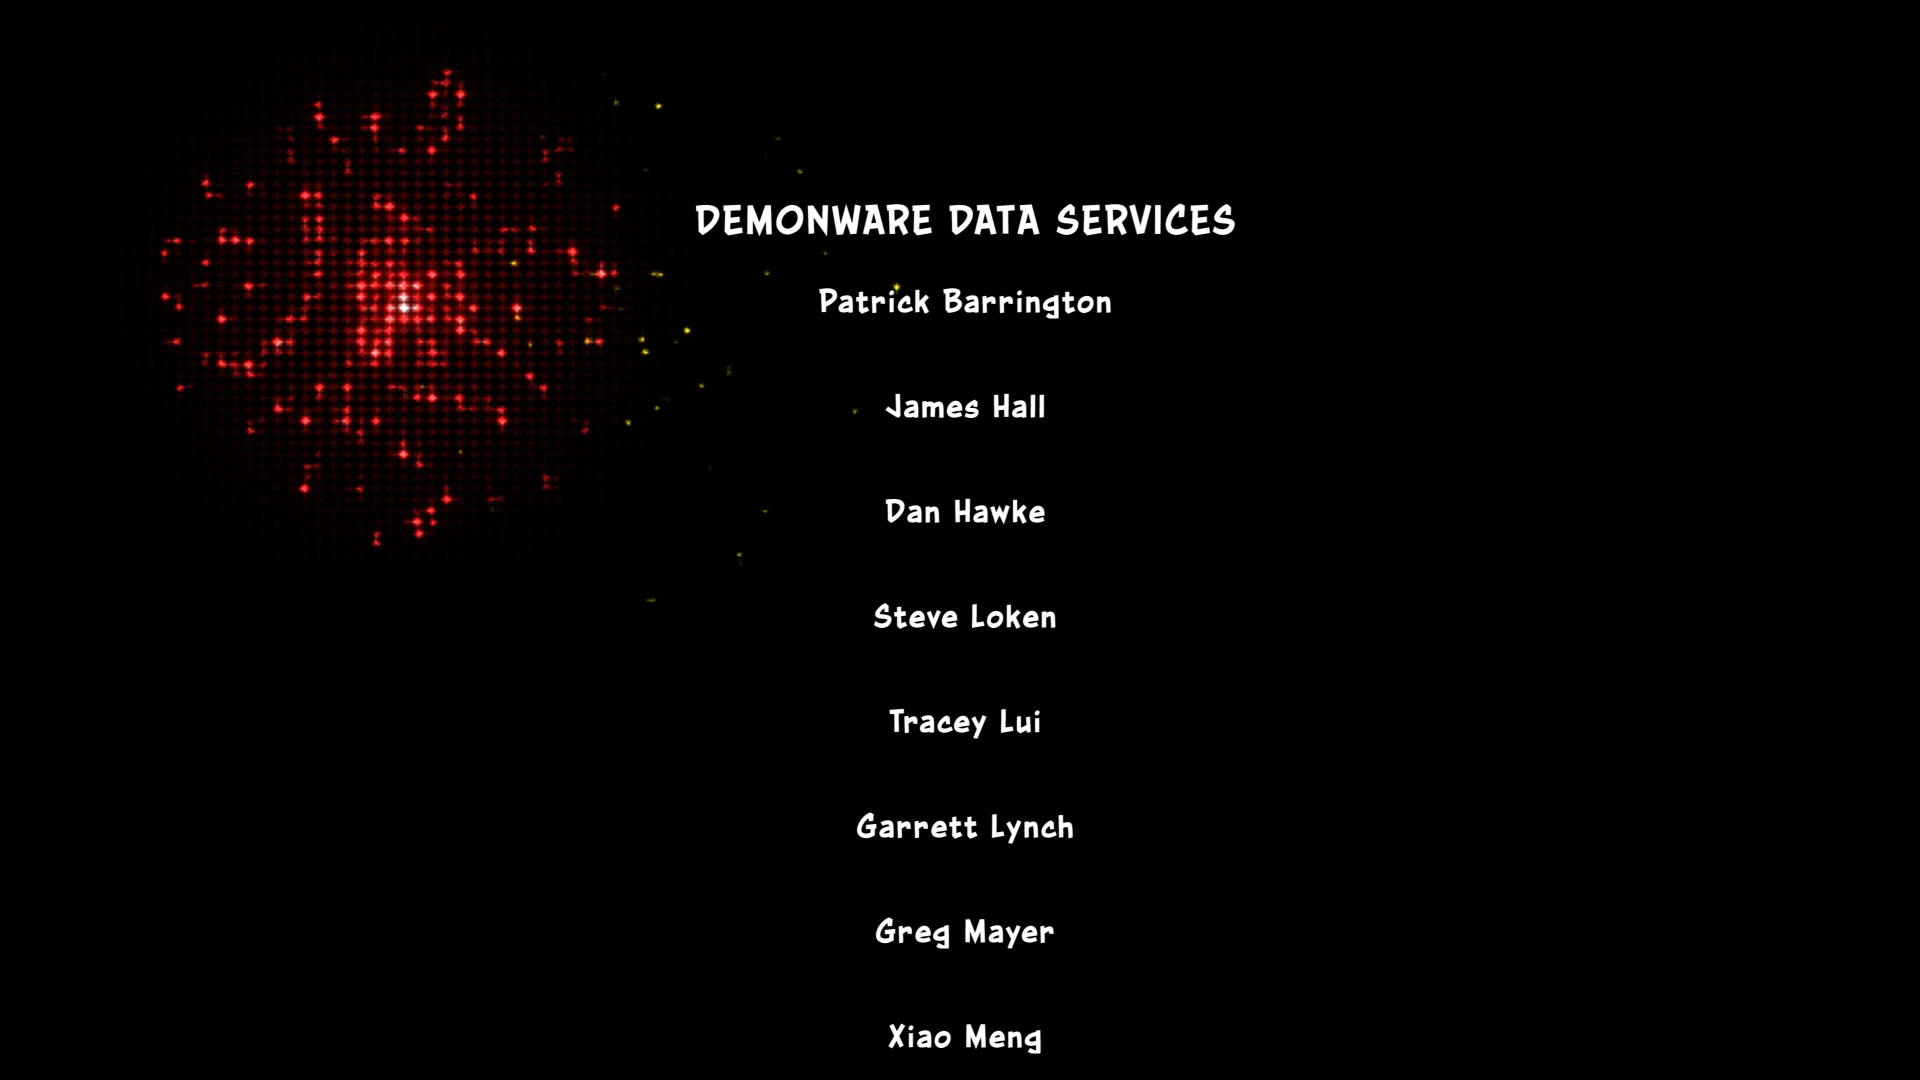 DEMONWARE DATA SERVICES
Patrick Barrington
James Hall
Dan Hawke
Steve Loken
Tracey Lui
Garrett Lynch
Greg Mayer
Xiao Meng